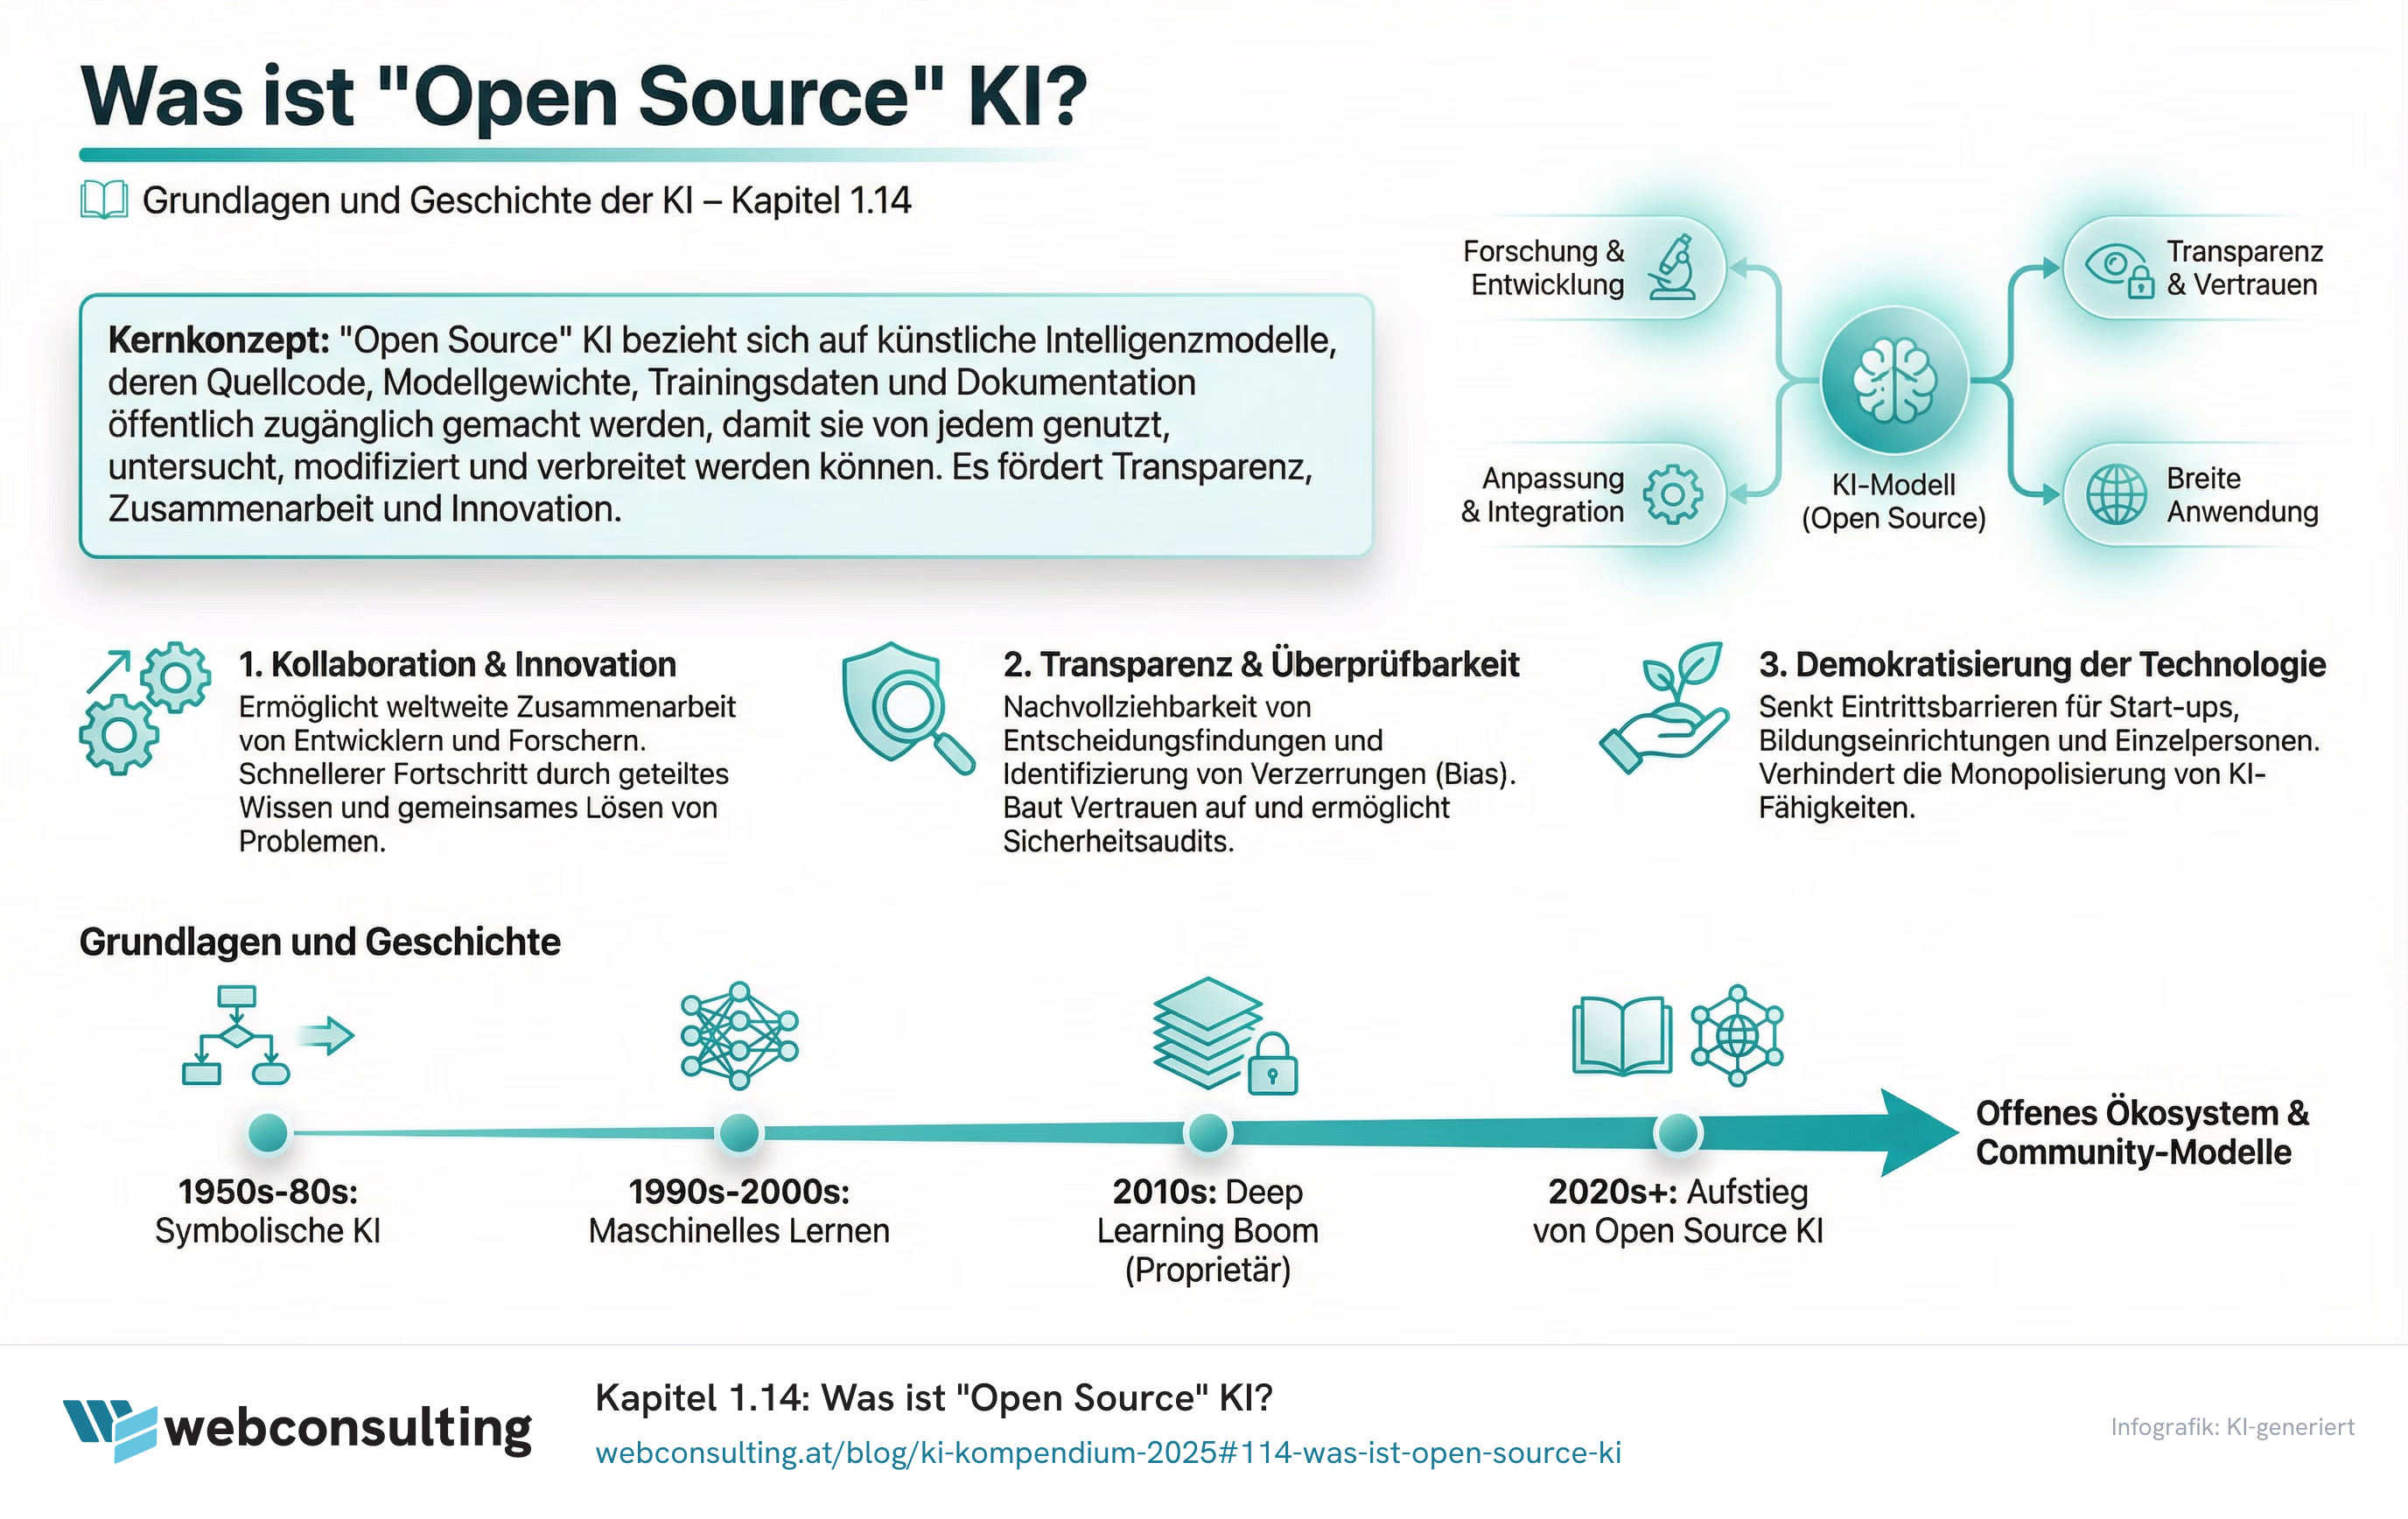 Was ist "Open Source" KI?
Grundlagen und Geschichte der KI – Kapitel 1.14
Kernkonzept: "Open Source" KI bezieht sich auf künstliche Intelligenzmodelle,
deren Quellcode, Modellgewichte, Trainingsdaten und Dokumentation
öffentlich zugänglich gemacht werden, damit sie von jedem genutzt,
untersucht, modifiziert und verbreitet werden können. Es fördert Transparenz,
Zusammenarbeit und Innovation.
Forschung &
Entwicklung
Anpassung
& Integration
KI-Modell
(Open Source)
Transparenz
& Vertrauen
Breite
Anwendung
1. Kollaboration & Innovation
Ermöglicht weltweite Zusammenarbeit
von Entwicklern und Forschern.
Schnellerer Fortschritt durch geteiltes
Wissen und gemeinsames Lösen von
Problemen.
2. Transparenz & Überprüfbarkeit
Nachvollziehbarkeit von
Entscheidungsfindungen und
Identifizierung von Verzerrungen (Bias).
Baut Vertrauen auf und ermöglicht
Sicherheitsaudits.
3. Demokratisierung der Technologie
Senkt Eintrittsbarrieren für Start-ups,
Bildungseinrichtungen und Einzelpersonen.
Verhindert die Monopolisierung von KI-
Fähigkeiten.
Grundlagen und Geschichte
1950s-80s:
Symbolische KI
1990s-2000s:
Maschinelles Lernen
2010s: Deep
Learning Boom
(Proprietär)
2020s+: Aufstieg
von Open Source KI
Offenes Ökosystem &
Community-Modelle
webconsulting
Kapitel 1.14: Was ist "Open Source" KI?
webconsulting.at/blog/ki-kompendium-2025#114-was-ist-open-source-ki
Infografik: KI-generiert